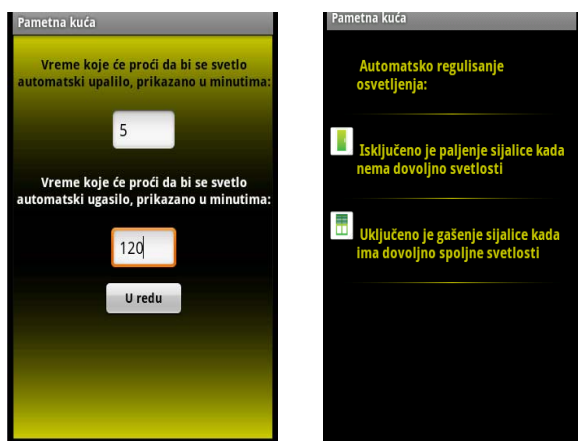 Pametna kuća
Vreme koje će proći da bi se svetlo
automatski upalilo, prikazano u minutima:
5
Vreme koje će proći da bi se svetlo
automatski ugasilo, prikazano u minutima:
120
U redu
Pametna kuća
Automatsko regulisanje
osvetljenja:
Isključeno je paljenje sijalice kada
nema dovoljno svetlosti
Uključeno je gašenje sijalice kada
ima dovoljno spoljne svetlosti